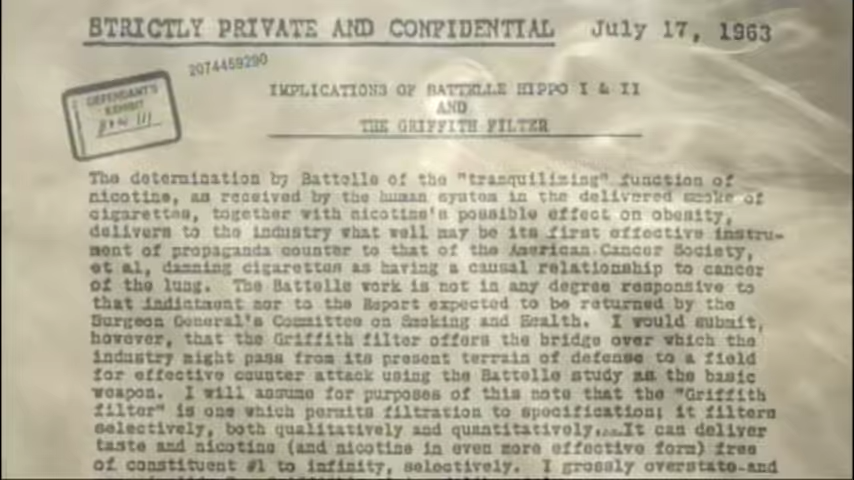 STRICTLY PRIVATE AND CONFIDENTIAL July 17, 1963
2074459290
DEFENDANT'S
EXHIBIT
IMPLICATIONS OF BATTELLE HIPPO I & II
AND
THE GRIFFITH FILTER
The determination by Battelle of the "tranquilizing" function of
nicotine, as received by the human system in the delivered smoke of
cigarettes, together with nicotine's possible effect on obesity,
delivers to the industry what well may be its first effective instru-
ment of propaganda counter to that of the American Cancer Society,
et al, damning cigarettes as having a causal relationship to cancer
of the lung. The Battelle work is not in any degree responsive to
that indictment nor to the Report expected to be returned by the
Surgeon General's Committee on Smoking and Health. I would submit,
however, that the Griffith filter offers the bridge over which the
industry might pass from its present terrain of defense to a field
for effective counter attack using the Battelle study as the basic
weapon. I will assume for purposes of this note that the "Griffith
filter" is one which permits filtration to specification; it filters
selectively, both qualitatively and quantitatively. It can deliver
taste and nicotine (and nicotine in even more effective form) free
of constituent #1 to infinity, selectively. I grossly overstate and